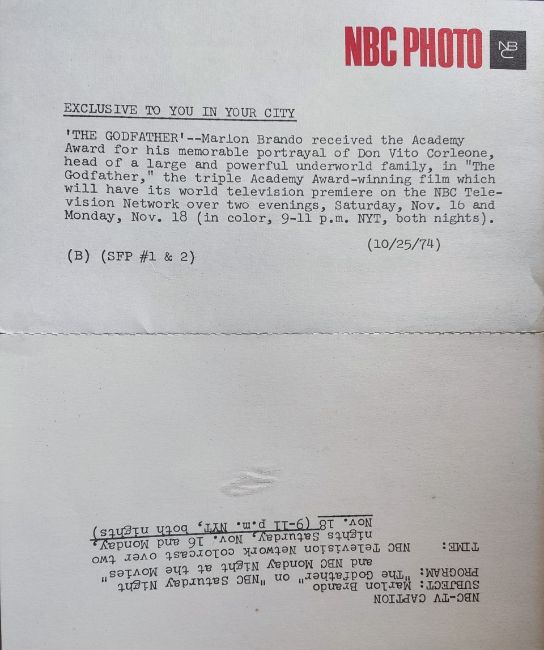 NBC PHOTO
NBC
EXCLUSIVE TO YOU IN YOUR CITY
'THE GODFATHER'--Marlon Brando received the Academy
Award for his memorable portrayal of Don Vito Corleone,
head of a large and powerful underworld family, in "The
Godfather," the triple Academy Award-winning film which
will have its world television premiere on the NBC Tele-
vision Network over two evenings, Saturday, Nov. 16 and
Monday, Nov. 18 (in color, 9-11 p.m. NYT, both nights).
(10/25/74)
(B) (SFP #1 & 2)
NBC-TV CAPTION
SUBJECT: Marlon Brando
PROGRAM: "The Godfather" on "NBC Saturday Night
and NBC Monday Night at the Movies"
TIME: NBC Television Network colorcast over two
nights Saturday, Nov. 16 and Monday,
Nov. 18 (9-11 p.m. NYT, both nights)